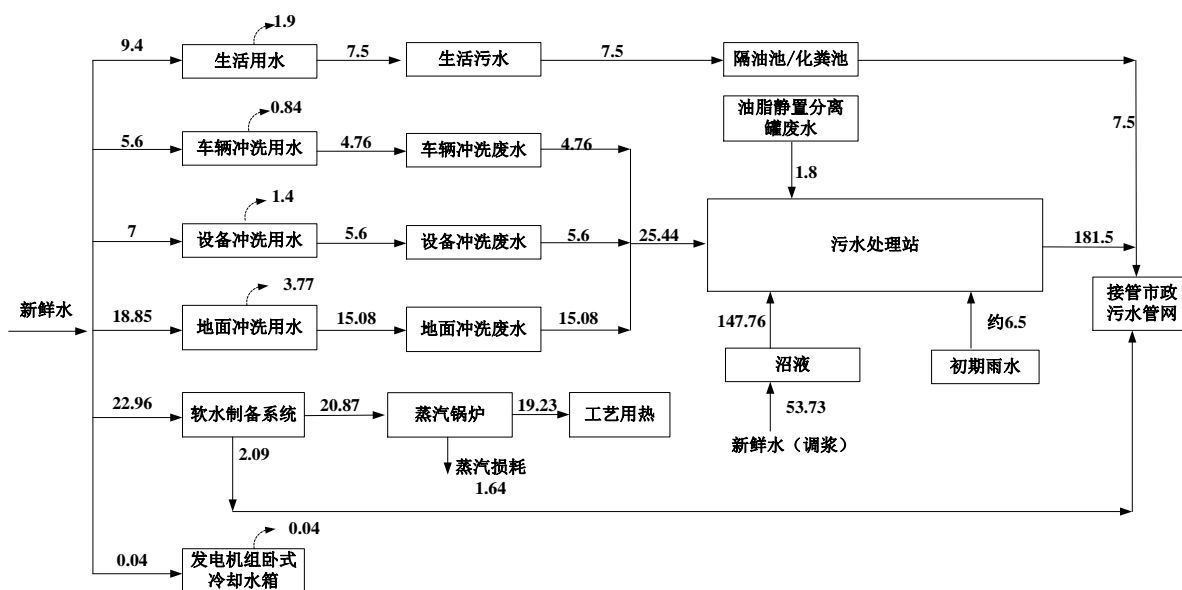 1.9
9.4
生活用水
7.5
生活污水
7.5
隔油池/化粪池
7.5
0.84
5.6
车辆冲洗用水
4.76
车辆冲洗废水
4.76
油脂静置分离
罐废水
1.8
1.4
7
设备冲洗用水
5.6
设备冲洗废水
5.6
25.44
污水处理站
181.5
接管市政
污水管网
新鲜水
3.77
18.85
地面冲洗用水
15.08
地面冲洗废水
15.08
147.76
沼液
53.73
新鲜水（调浆）
约6.5
初期雨水
22.96
软水制备系统
20.87
蒸汽锅炉
19.23
工艺用热
2.09
蒸汽损耗
1.64
0.04
0.04
发电机组卧式
冷却水箱